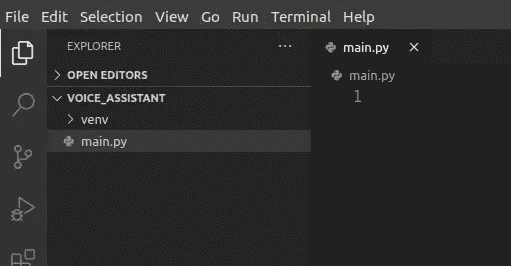 File Edit Selection View Go Run Terminal Help
EXPLORER ...
main.py ×
OPEN EDITORS
main.py
VOICE_ASSISTANT
1
venv
main.py